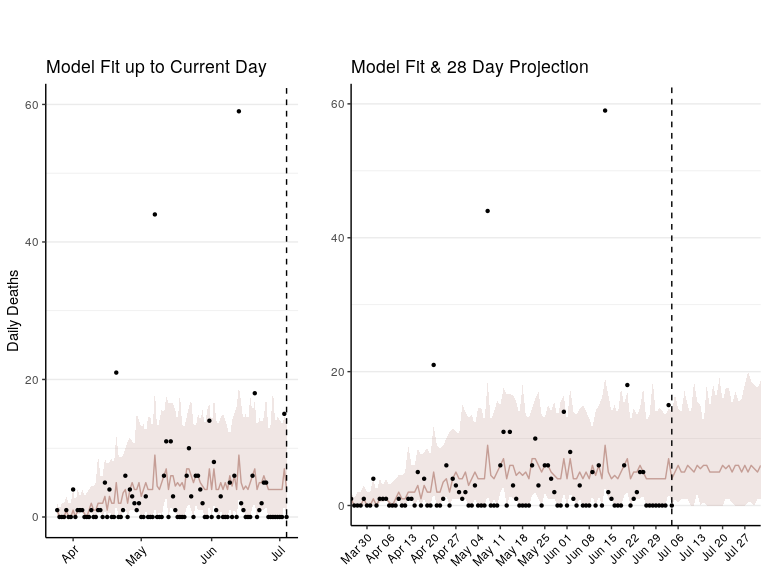 Model Fit up to Current Day
Daily Deaths
60
40
20
0
Apr
May
Jun
Jul
Model Fit & 28 Day Projection
60
40
20
0
Mar 30
Apr 06
Apr 13
Apr 20
Apr 27
May 04
May 11
May 18
May 25
Jun 01
Jun 08
Jun 15
Jun 22
Jun 29
Jul 06
Jul 13
Jul 20
Jul 27